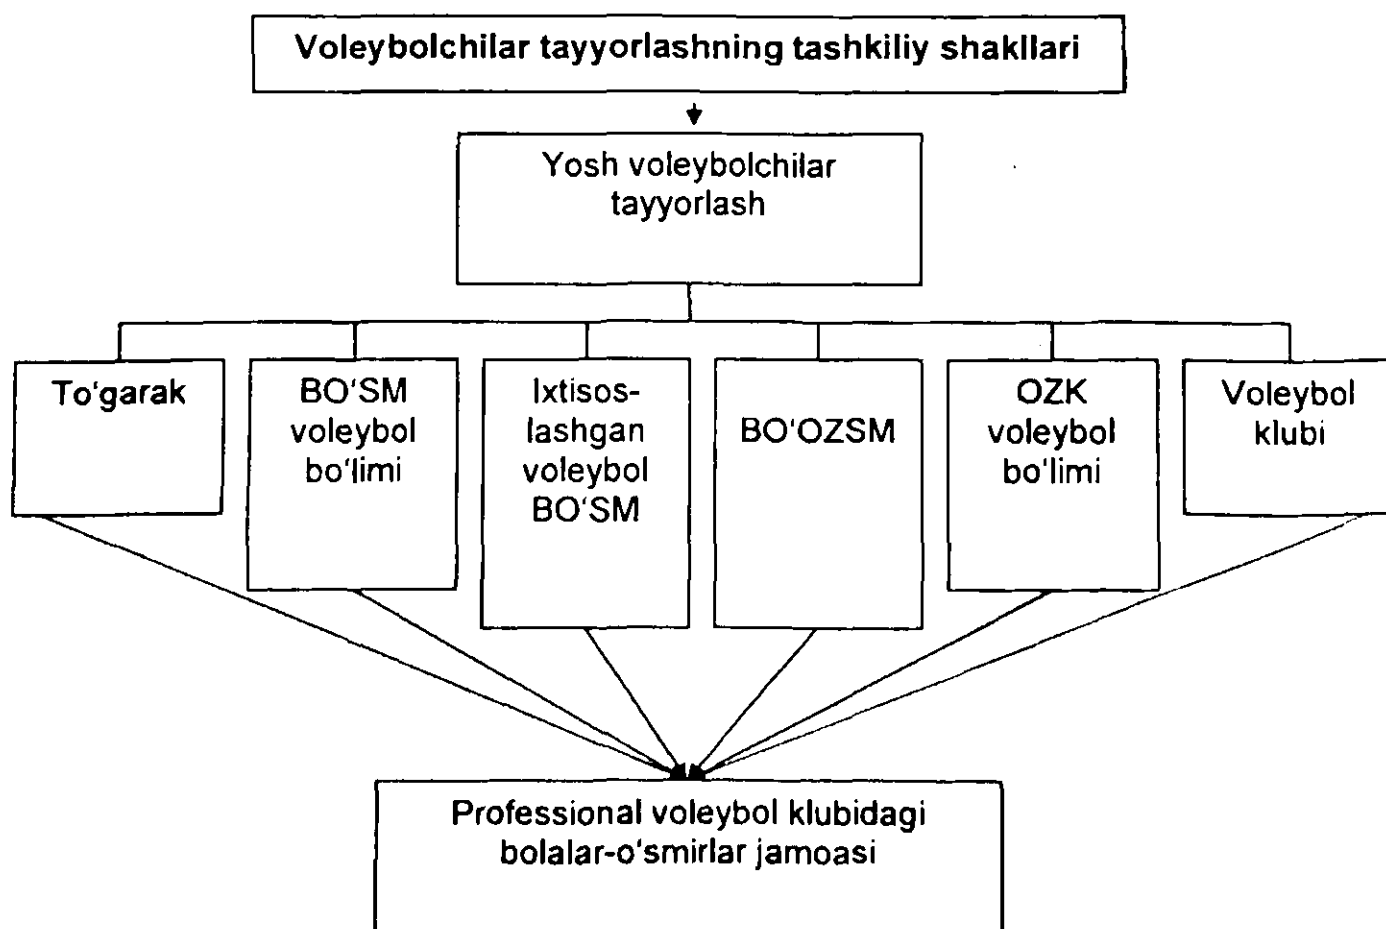 Voleybolchilar tayyorlashning tashkiliy shakllari
Yosh voleybolchilar
tayyorlash
To‘garak
BO‘SM
voleybol
bo‘limi
Ixtisos-
lashgan
voleybol
BO‘SM
BO‘OZSM
OZK
voleybol
bo‘limi
Voleybol
klubi
Professional voleybol klubidagi
bolalar-o‘smirlar jamoasi